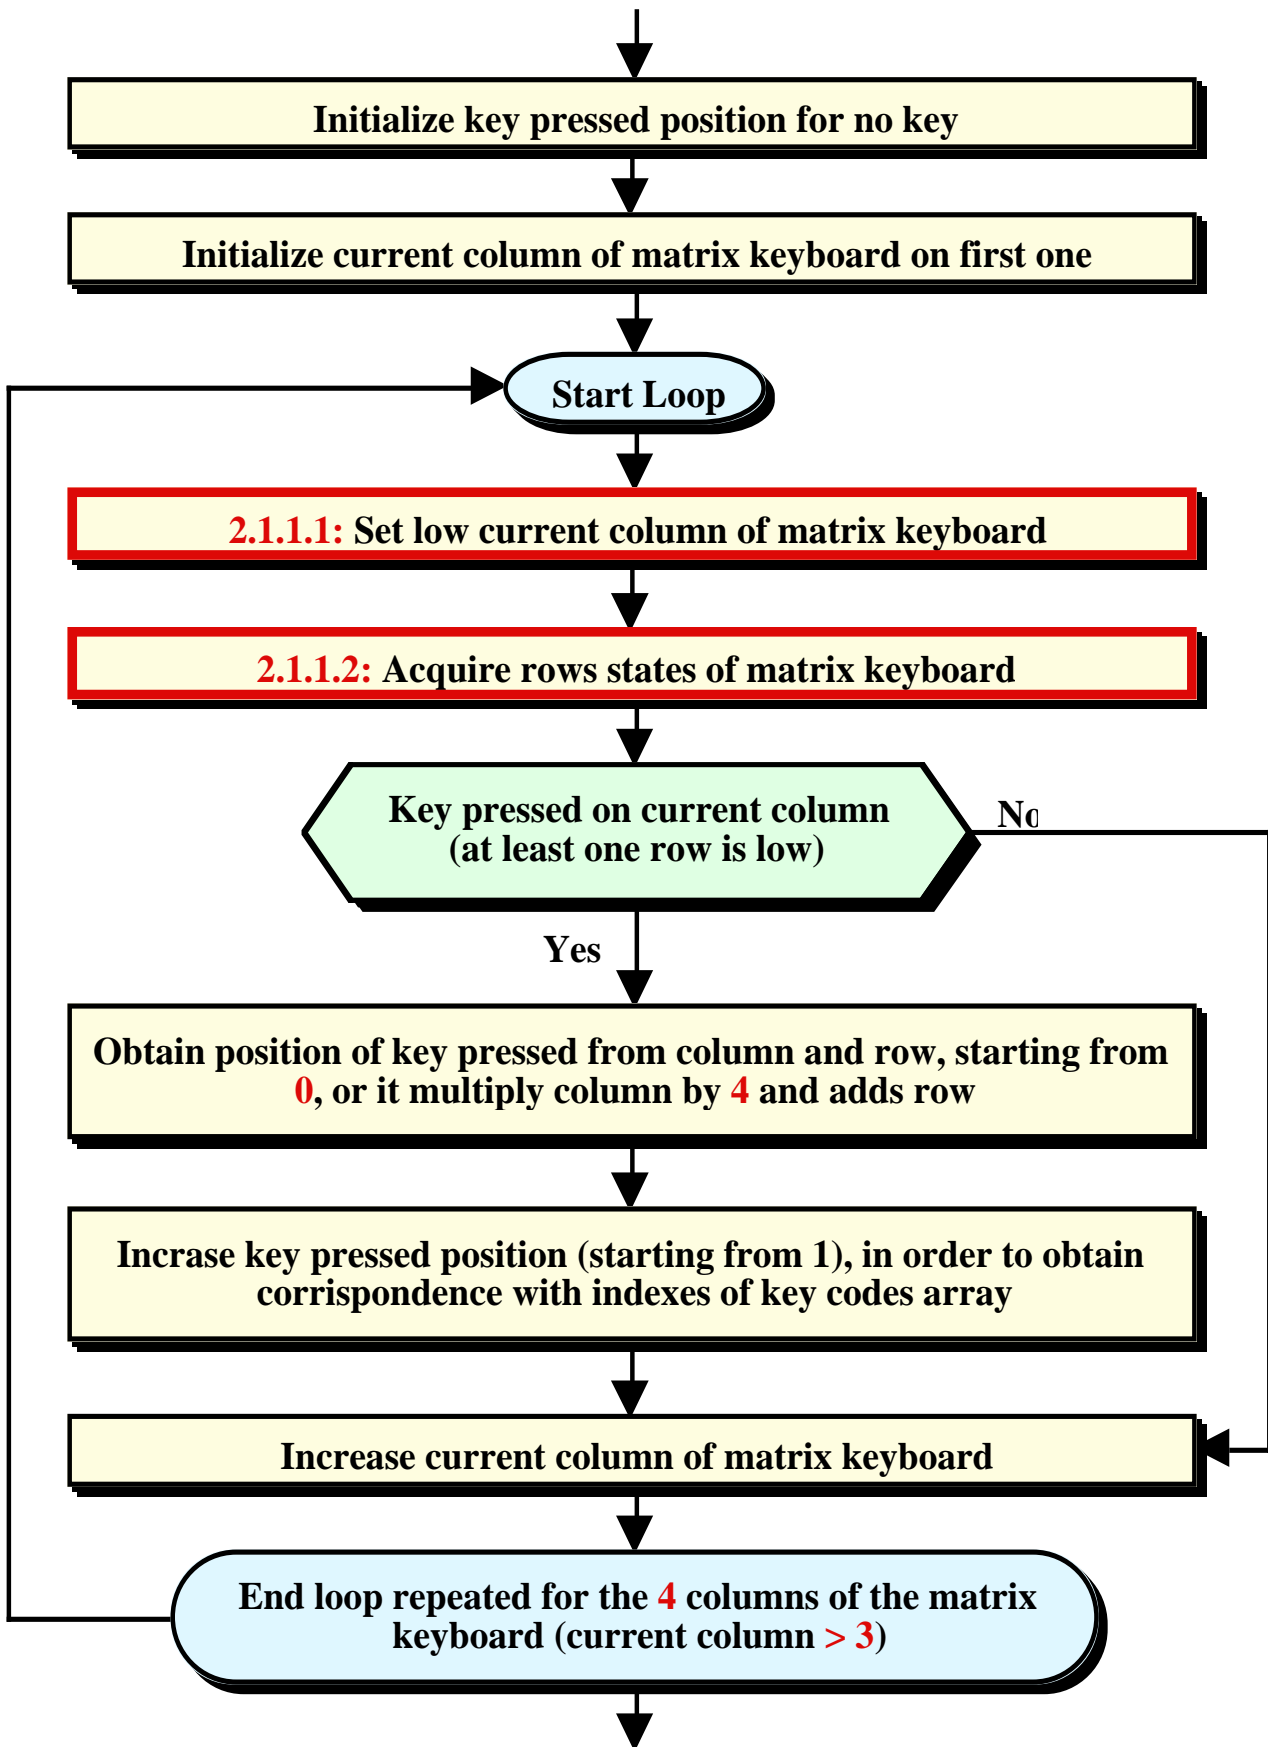 Initialize key pressed position for no key
Initialize current column of matrix keyboard on first one
Start Loop
2.1.1.1: Set low current column of matrix keyboard
2.1.1.2: Acquire rows states of matrix keyboard
Key pressed on current column
(at least one row is low)
No
Yes
Obtain position of key pressed from column and row, starting from
0, or it multiply column by 4 and adds row
Incrase key pressed position (starting from 1), in order to obtain
corrispondence with indexes of key codes array
Increase current column of matrix keyboard
End loop repeated for the 4 columns of the matrix
keyboard (current column > 3)